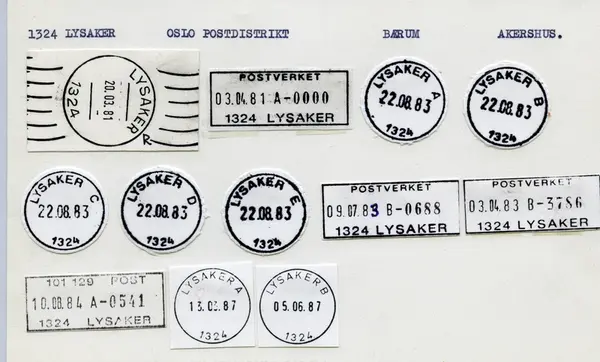 1324 LYSAKER OSLO POSTDISTRIKT BÆRUM AKERSHUS.
LYSAKER
20.03.81
1324
R
POSTVERKET
03.04.81 A-0000
1324 LYSAKER
LYSAKER A
22.08.83
1324
LYSAKER B
22.08.83
1324
LYSAKER C
22.08.83
1324
LYSAKER D
22.08.83
1324
LYSAKER E
22.08.83
1324
POSTVERKET
09.07.83 B-0688
1324 LYSAKER
POSTVERKET
03.04.83 B-3786
1324 LYSAKER
101 129 POST
10.08.84 A-0541
1324 LYSAKER
LYSAKER A
13.03.87
1324
LYSAKER B
05.06.87
1324